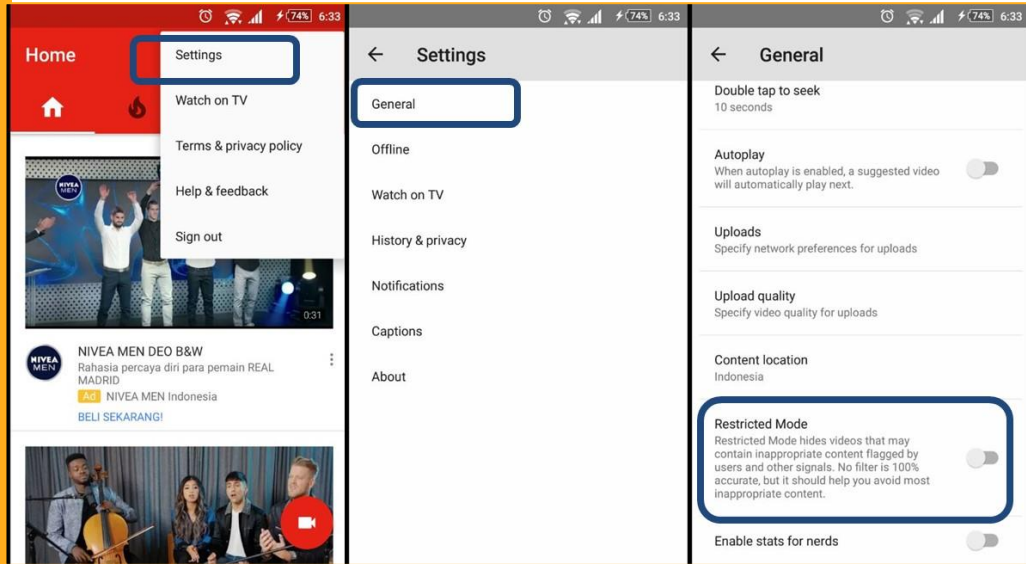 74% 6:33
Home
Settings
Watch on TV
Terms & privacy policy
Help & feedback
Sign out
NIVEA
MEN
0:31
NIVEA
MEN
NIVEA MEN DEO B&W
Rahasia percaya diri para pemain REAL
MADRID
Ad NIVEA MEN Indonesia
BELI SEKARANG!
74% 6:33
Settings
General
Offline
Watch on TV
History & privacy
Notifications
Captions
About
74% 6:33
General
Double tap to seek
10 seconds
Autoplay
When autoplay is enabled, a suggested video
will automatically play next.
Uploads
Specify network preferences for uploads
Upload quality
Specify video quality for uploads
Content location
Indonesia
Restricted Mode
Restricted Mode hides videos that may
contain inappropriate content flagged by
users and other signals. No filter is 100%
accurate, but it should help you avoid most
inappropriate content.
Enable stats for nerds